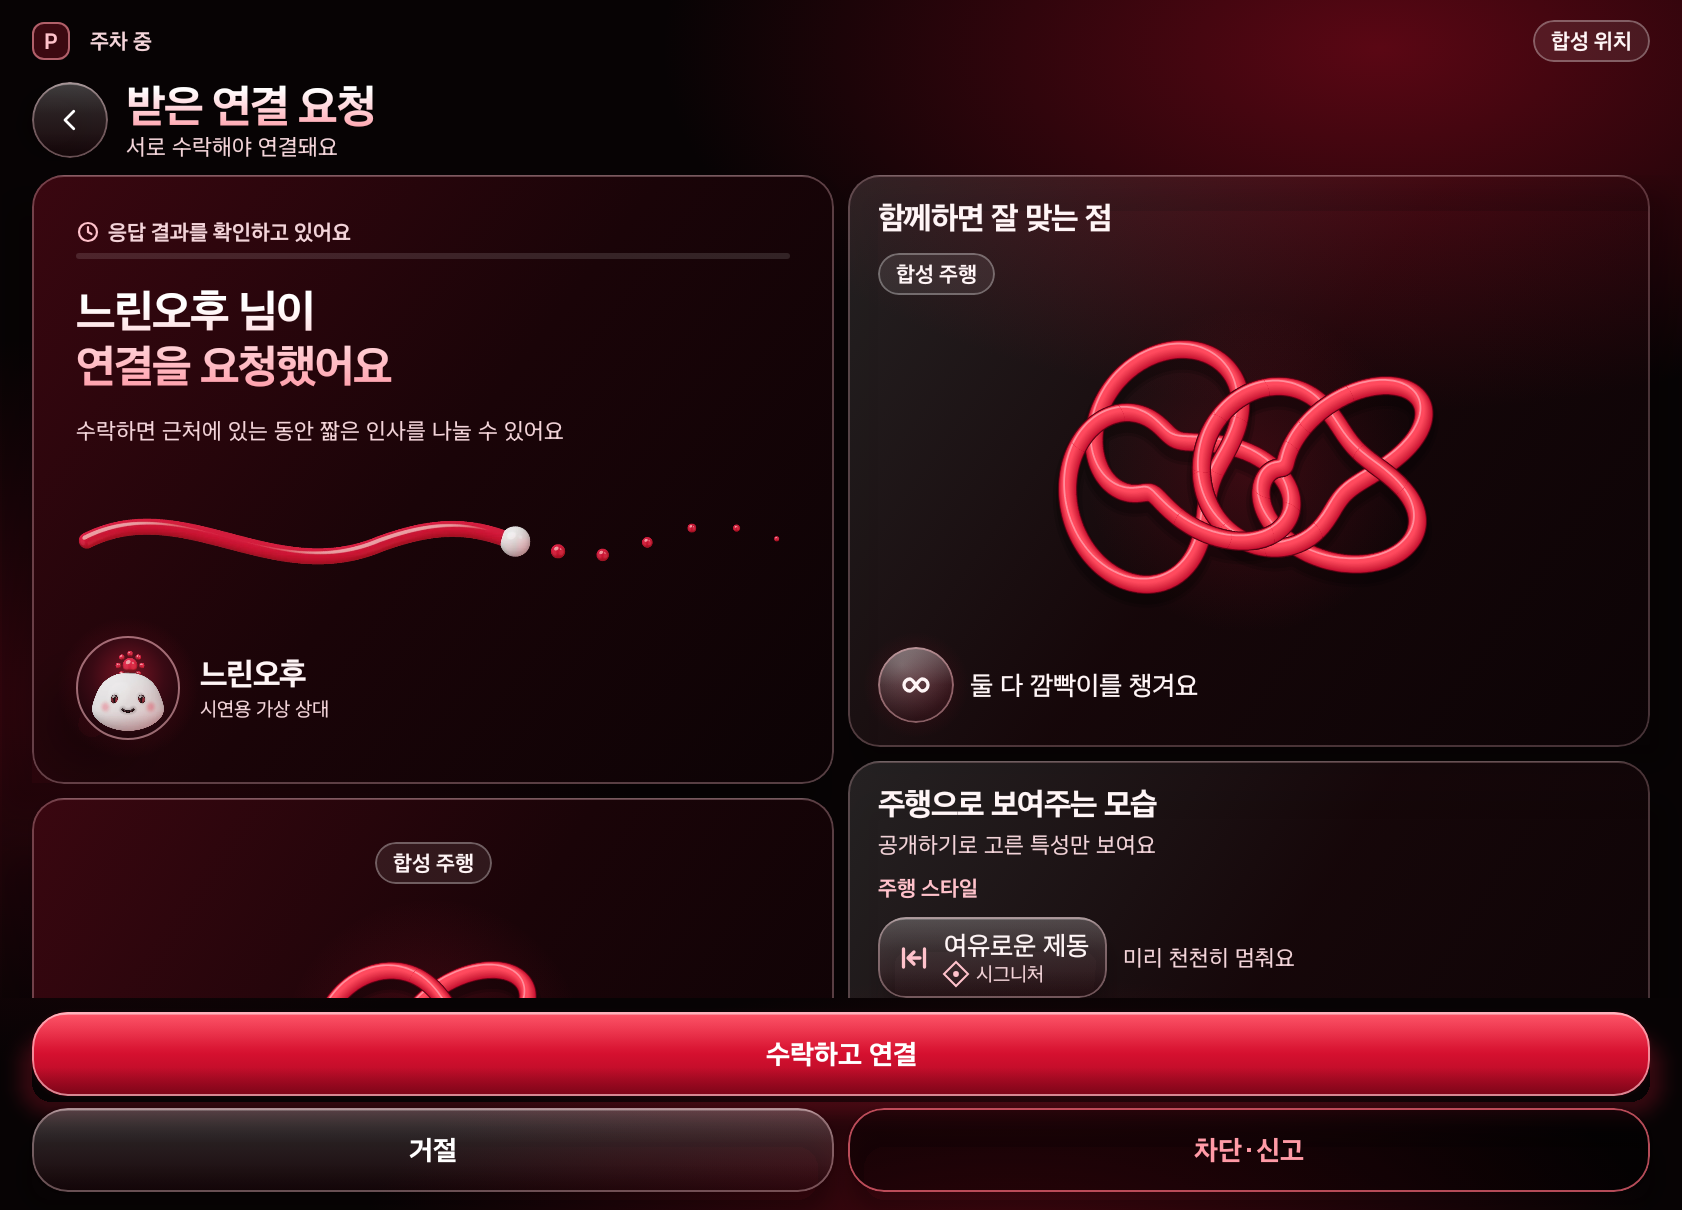 P 주차 중
합성 위치
받은 연결 요청
서로 수락해야 연결돼요
응답 결과를 확인하고 있어요
느린오후 님이
연결을 요청했어요
수락하면 근처에 있는 동안 짧은 인사를 나눌 수 있어요
느린오후
시연용 가상 상대
합성 주행
함께하면 잘 맞는 점
합성 주행
둘 다 깜빡이를 챙겨요
주행으로 보여주는 모습
공개하기로 고른 특성만 보여요
주행 스타일
여유로운 제동
시그니처
미리 천천히 멈춰요
수락하고 연결
거절
차단·신고